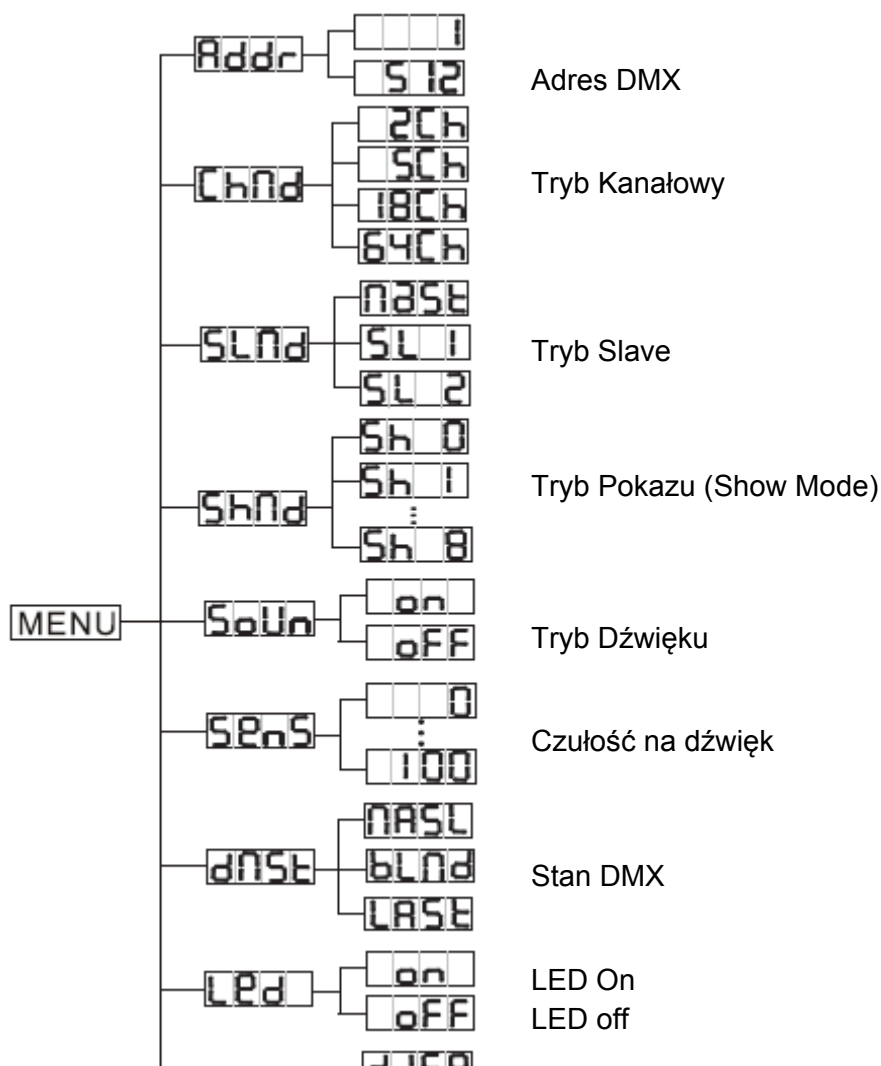 Addr
1
512
Adres DMX
ChMd
2Ch
5Ch
18Ch
64Ch
Tryb Kanałowy
SLMd
MaSt
SL 1
SL 2
Tryb Slave
ShMd
Sh 0
Sh 1
Sh 8
Tryb Pokazu (Show Mode)
MENU
SoUn
on
oFF
Tryb Dźwięku
SenS
0
100
Czułość na dźwięk
dMSt
MASL
bLMd
LASt
Stan DMX
Led
on
oFF
LED On
LED off